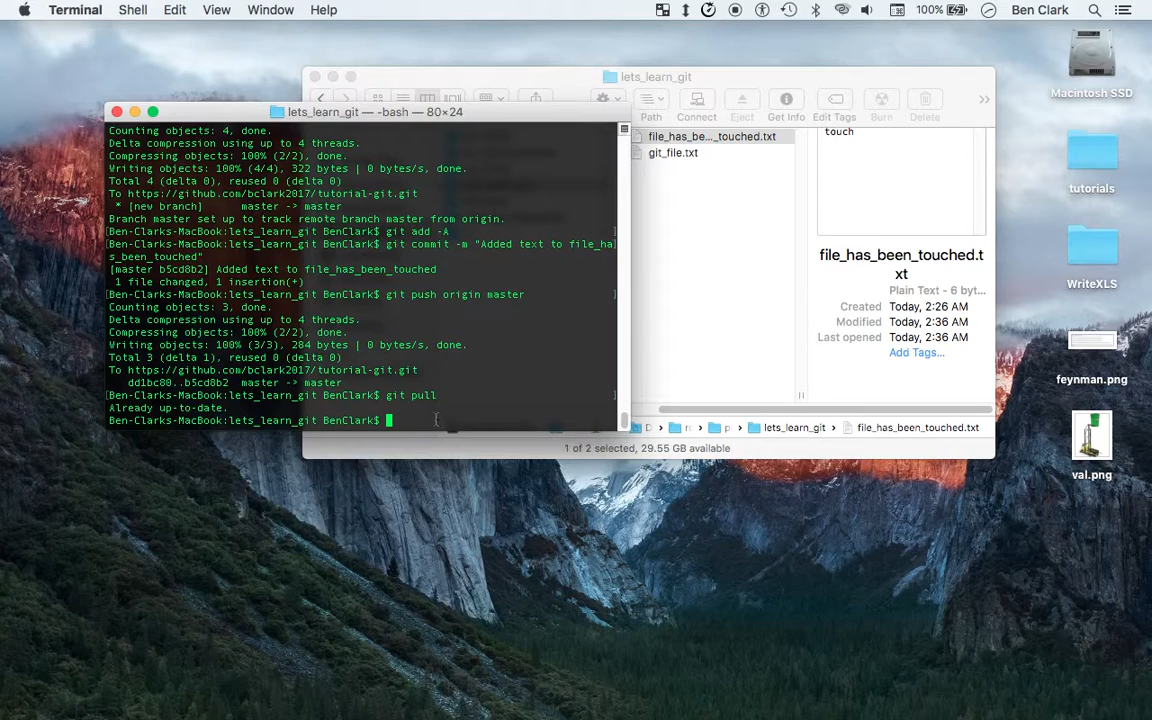 Terminal Shell Edit View Window Help 100% Ben Clark
lets_learn_git
Path Connect Eject Get Info Edit Tags Burn Delete
lets_learn_git — -bash — 80×24
Counting objects: 4, done.
Delta compression using up to 4 threads.
Compressing objects: 100% (2/2), done.
Writing objects: 100% (4/4), 322 bytes | 0 bytes/s, done.
Total 4 (delta 0), reused 0 (delta 0)
To https://github.com/bclark2017/tutorial-git.git
* [new branch] master -> master
Branch master set up to track remote branch master from origin.
[Ben-Clarks-MacBook:lets_learn_git BenClark$ git add -A ]
[Ben-Clarks-MacBook:lets_learn_git BenClark$ git commit -m "Added text to file_ha]
s_been_touched"
[master b5cd8b2] Added text to file_has_been_touched
1 file changed, 1 insertion(+)
[Ben-Clarks-MacBook:lets_learn_git BenClark$ git push origin master ]
Counting objects: 3, done.
Delta compression using up to 4 threads.
Compressing objects: 100% (2/2), done.
Writing objects: 100% (3/3), 284 bytes | 0 bytes/s, done.
Total 3 (delta 1), reused 0 (delta 0)
To https://github.com/bclark2017/tutorial-git.git
dd1bc80..b5cd8b2 master -> master
[Ben-Clarks-MacBook:lets_learn_git BenClark$ git pull ]
Already up-to-date.
Ben-Clarks-MacBook:lets_learn_git BenClark$
file_has_be..._touched.txt
git_file.txt
touch
file_has_been_touched.t
xt
Plain Text - 6 byt...
Created Today, 2:26 AM
Modified Today, 2:36 AM
Last opened Today, 2:36 AM
Add Tags...
D › r › p › lets_learn_git › file_has_been_touched.txt
1 of 2 selected, 29.55 GB available
Macintosh SSD
tutorials
WriteXLS
feynman.png
val.png